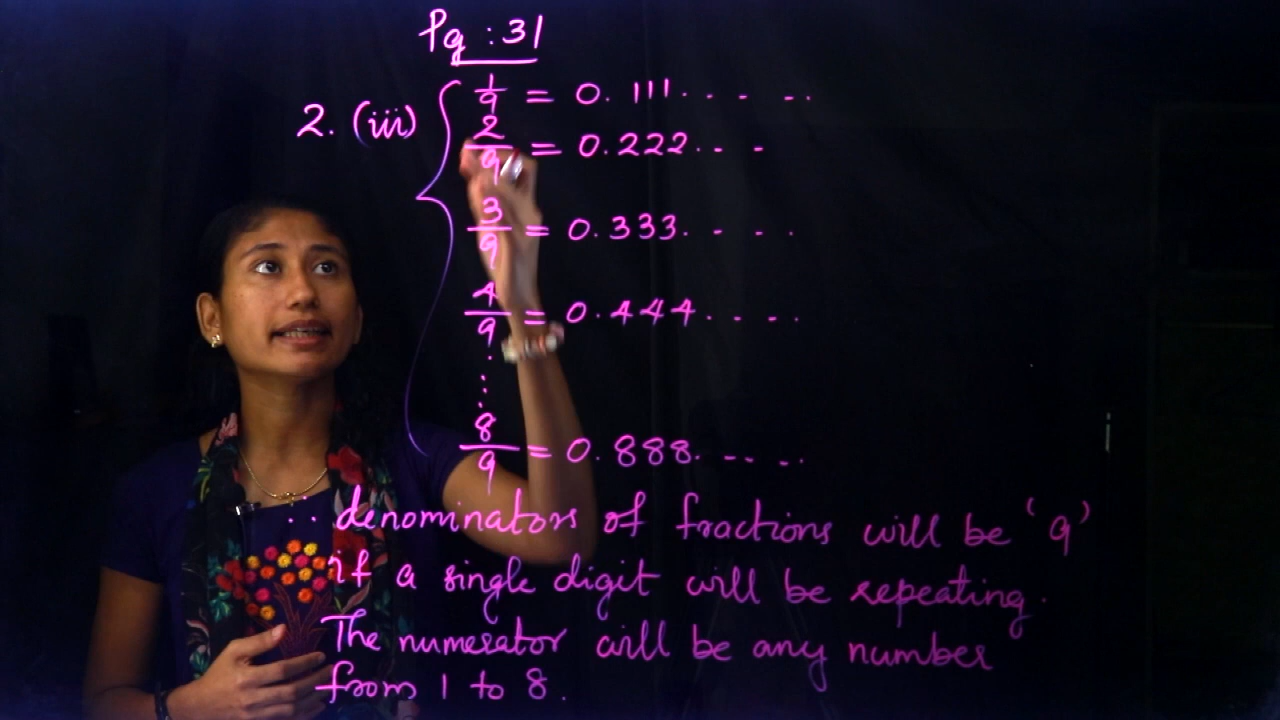 Pg : 31
2. (iii) 1/9 = 0.111. . - - .
2/9 = 0.222. . -
3/9 = 0.333. - . .
4/9 = 0.444. . . .
.
:
.
8/9 = 0.888. -- -.
∴ denominators of fractions will be '9'
if a single digit will be repeating.
The numerator will be any number
from 1 to 8.